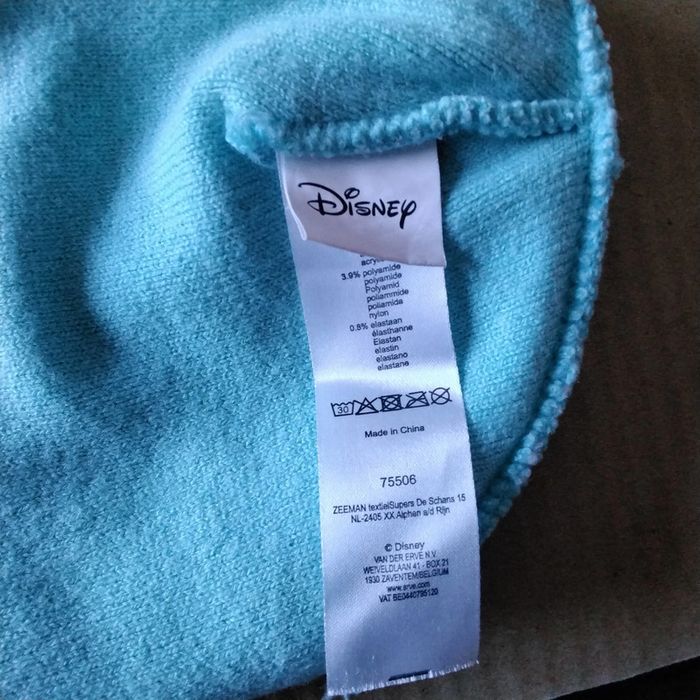 Disney
3.9% polyamide
polyamide
Polyamid
poliammide
poliamida
nylon
0.8% elastaan
élasthanne
Elastan
elastin
elastano
elastane
30
Made in China
75506
ZEEMAN textielSupers De Schans 15
NL-2405 XX Alphen a/d Rijn
© Disney
VAN DER ERVE N.V.
WEIVELDLAAN 41 - BOX 21
1930 ZAVENTEM/BELGIUM
www.erve.com
VAT BE0440795120